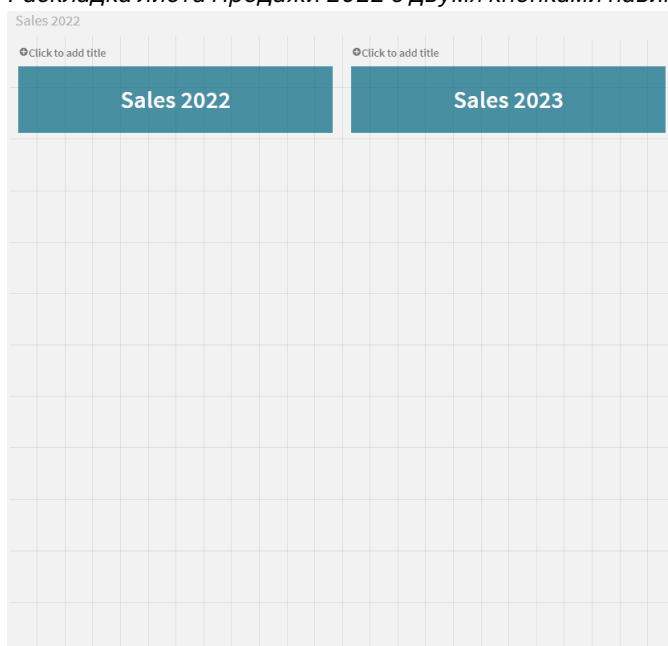 Раскладка листа Продажи 2022 с двумя кнопками
Sales 2022
Click to add title Click to add title
Sales 2022 Sales 2023